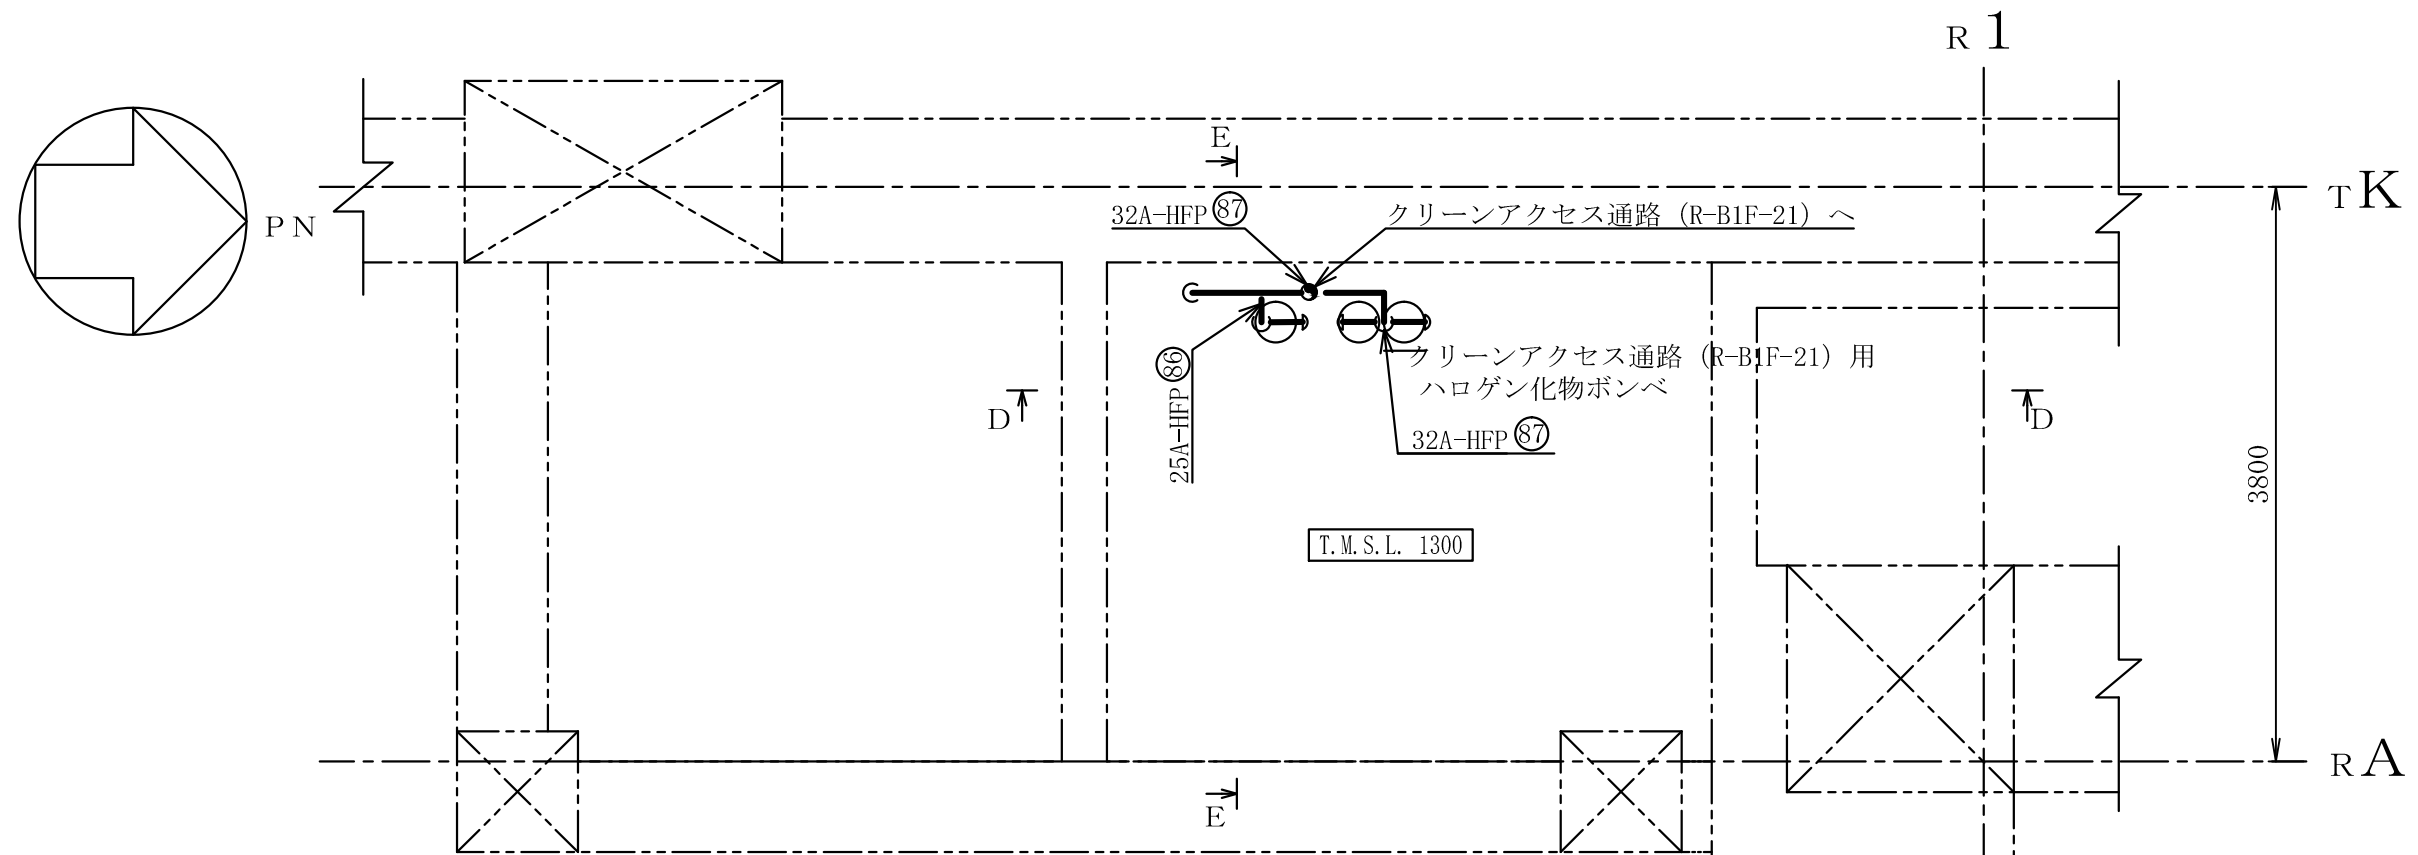 R 1
E
T K
32A-HFP 87
クリーンアクセス通路（R-B1F-21）へ
P N
25A-HFP 86
クリーンアクセス通路（R-B1F-21）用
ハロゲン化物ボンベ
D
D
32A-HFP 87
3800
T.M.S.L. 1300
R A
E